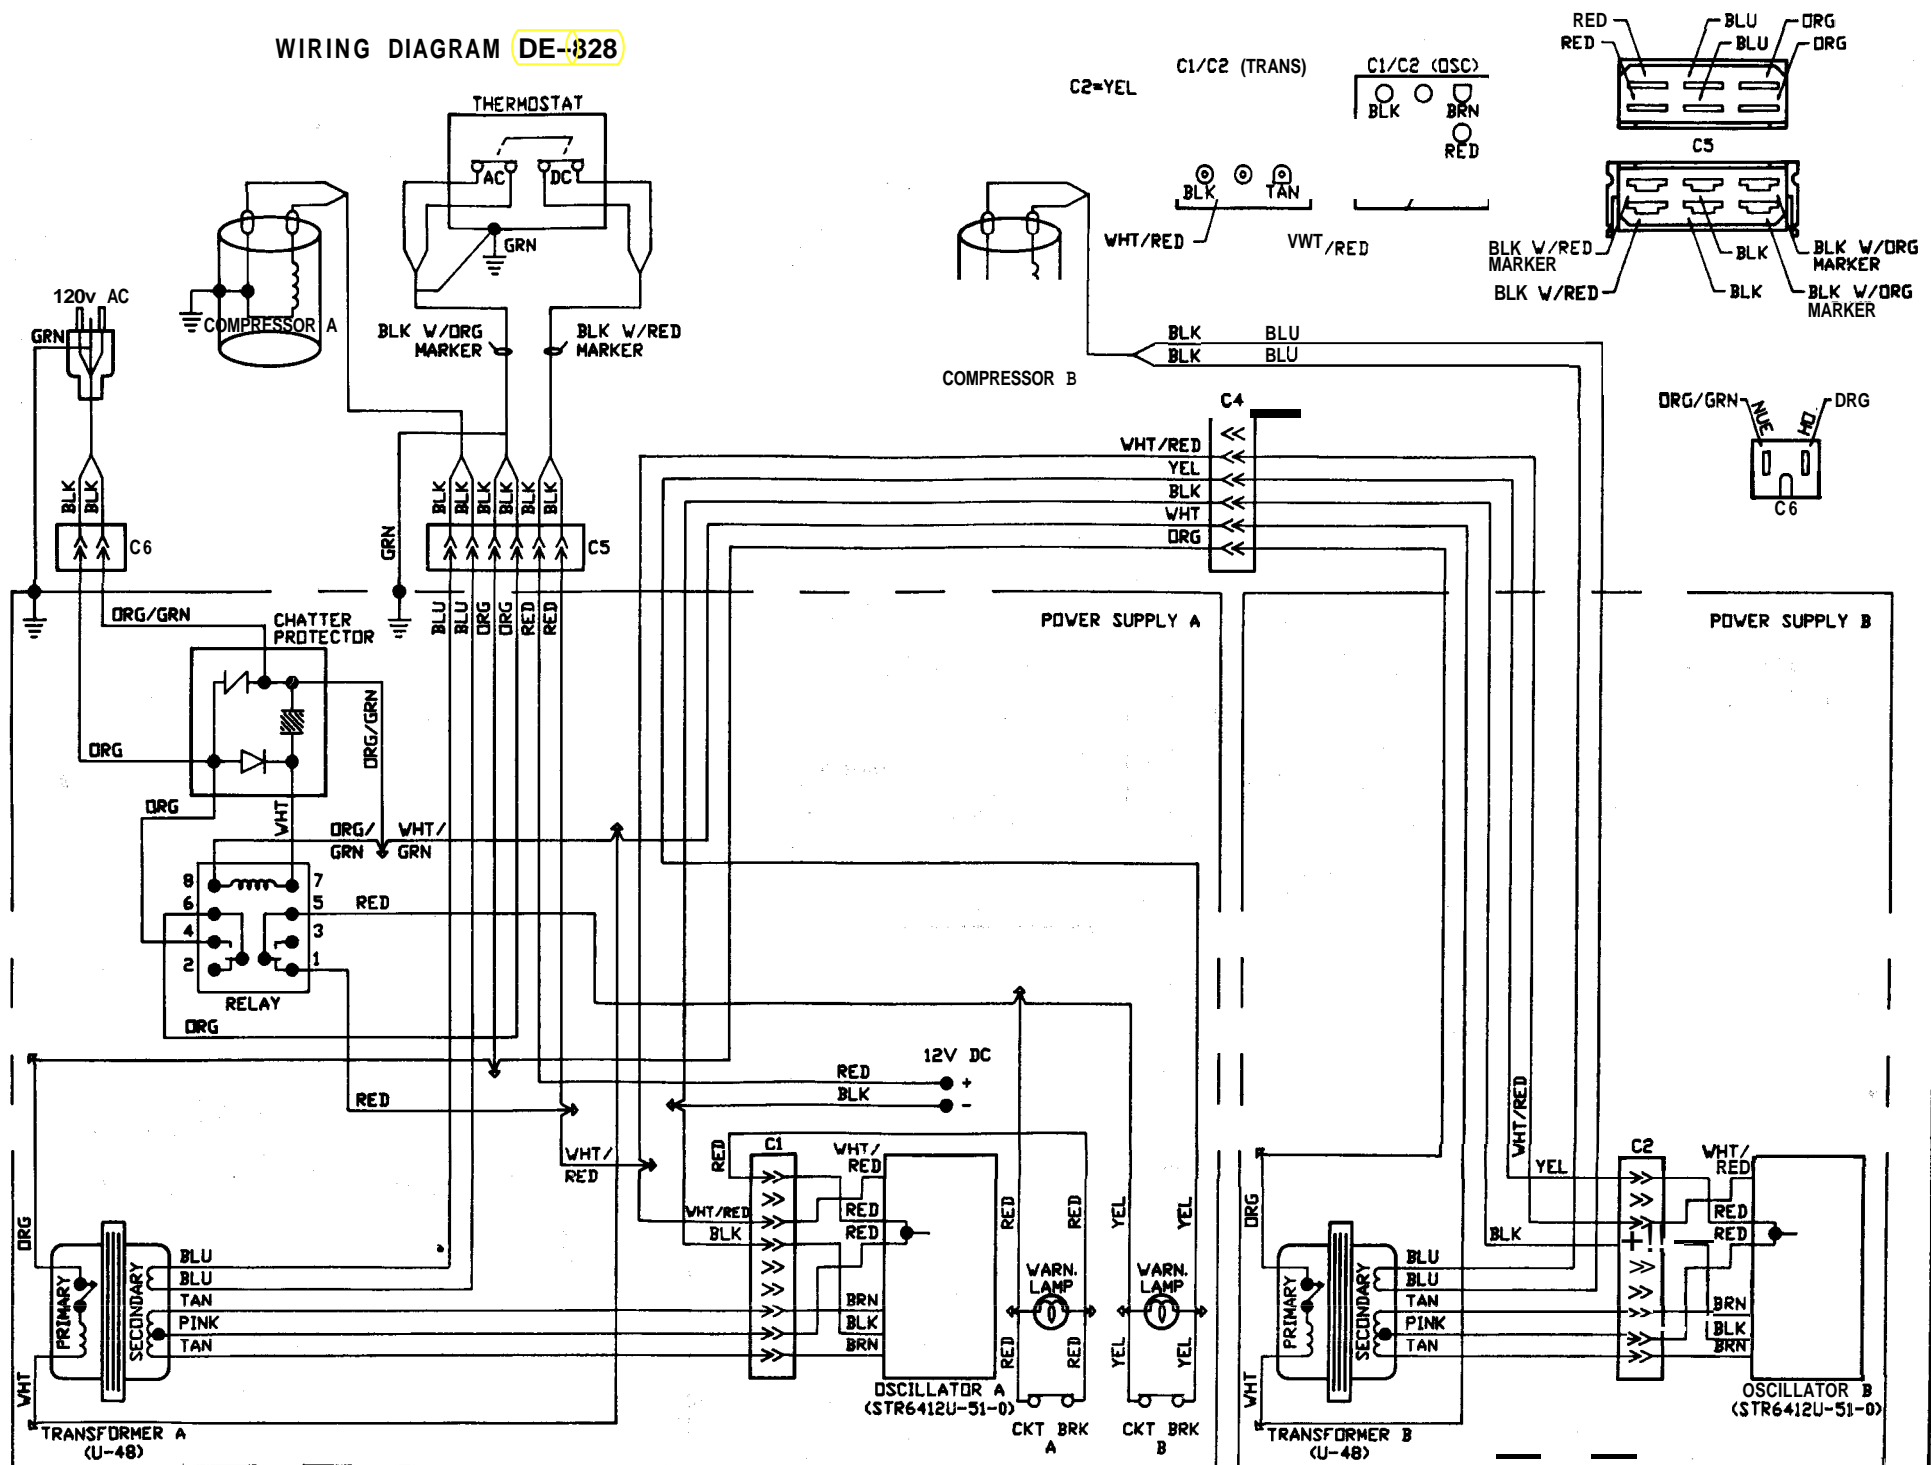 WIRING DIAGRAM DE-828
THERMOSTAT
AC
DC
GRN
C2=YEL
C1/C2 (TRANS)
BLK
TAN
WHT/RED
C1/C2 (OSC)
BLK
BRN
RED
VWT/RED
RED
RED
BLU
BLU
ORG
ORG
C5
BLK W/RED
MARKER
BLK
BLK W/ORG
MARKER
BLK W/RED
BLK
BLK W/ORG
MARKER
120v AC
GRN
COMPRESSOR A
BLK W/ORG
MARKER
BLK W/RED
MARKER
COMPRESSOR B
BLK
BLU
BLK
BLU
ORG/GRN
NUE
HO
ORG
C6
C4
WHT/RED
YEL
BLK
WHT
ORG
BLK
BLK
C6
BLK
BLK
BLK
BLK
BLK
BLK
C5
GRN
BLU
BLU
ORG
ORG
RED
RED
POWER SUPPLY A
POWER SUPPLY B
ORG/GRN
CHATTER
PROTECTOR
ORG
ORG/GRN
ORG
WHT
ORG/
GRN
WHT/
GRN
8
7
6
5
4
3
2
1
RED
RELAY
ORG
RED
12V DC
RED
+
BLK
-
WHT/
RED
RED
C1
WHT/
RED
WHT/RED
BLK
RED
RED
BRN
BLK
BRN
OSCILLATOR A
(STR6412U-51-0)
ORG
WHT
PRIMARY
SECONDARY
BLU
BLU
TAN
PINK
TAN
TRANSFORMER A
(U-48)
RED
RED
WARN.
LAMP
RED
RED
CKT BRK
A
YEL
YEL
WARN.
LAMP
YEL
YEL
CKT BRK
B
ORG
WHT
PRIMARY
SECONDARY
BLU
BLU
TAN
PINK
TAN
TRANSFORMER B
(U-48)
WHT/RED
YEL
BLK
C2
WHT/
RED
RED
RED
BRN
BLK
BRN
OSCILLATOR B
(STR6412U-51-0)